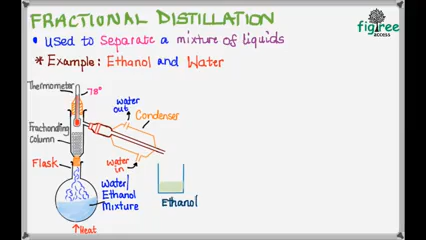 FRACTIONAL DISTILLATION
figtree
ACCESS
• Used to separate a mixture of liquids
* Example: Ethanol and Water
Thermometer
78°
water
out
Condenser
Fractionating
Column
Flask
water
in
Water/
Ethanol
Mixture
Ethanol
↑Heat